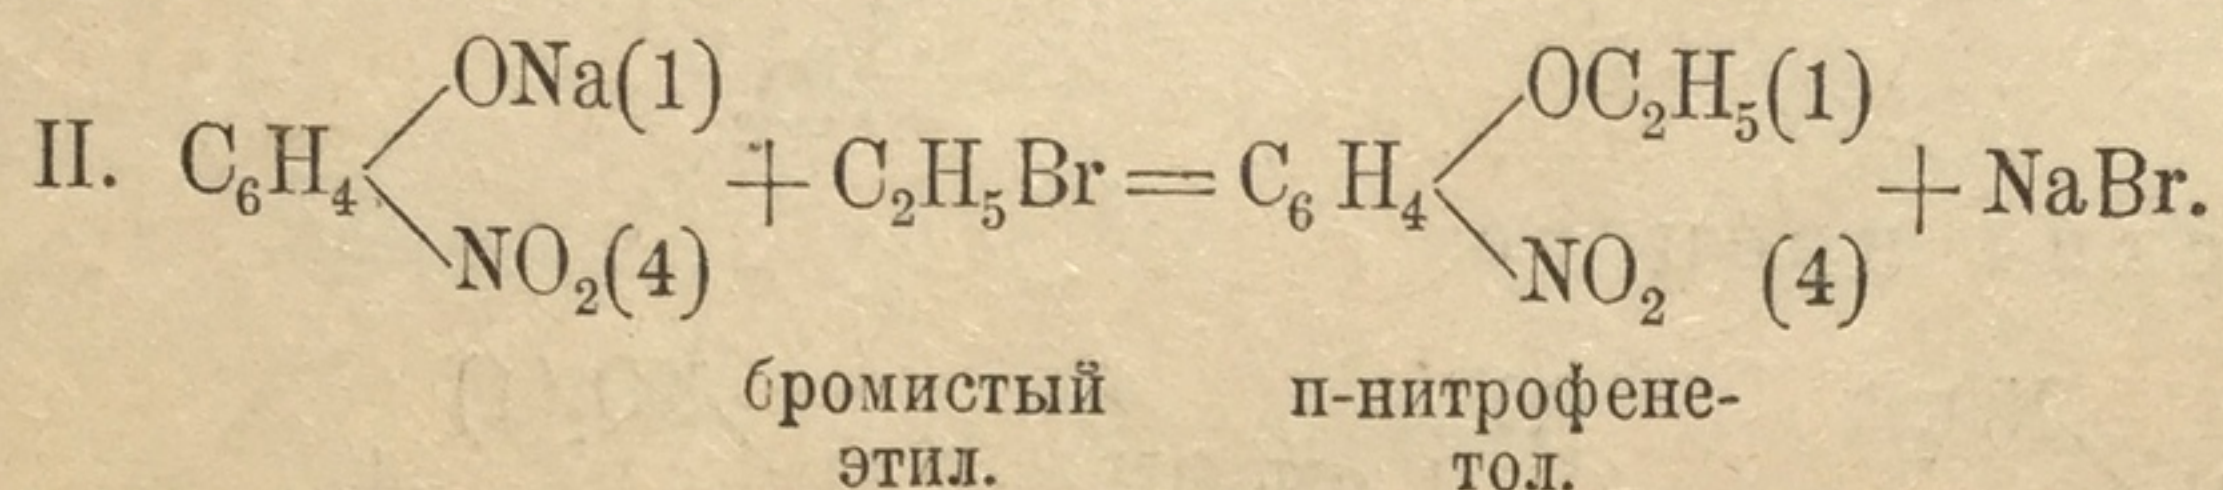 ONa(1) OC₂H₅(1)
II. C₆H₄ + C₂H₅Br = C₆H₄ + NaBr.
NO₂(4) NO₂ (4)
бромистый п-нитрофене-
этил. тол.